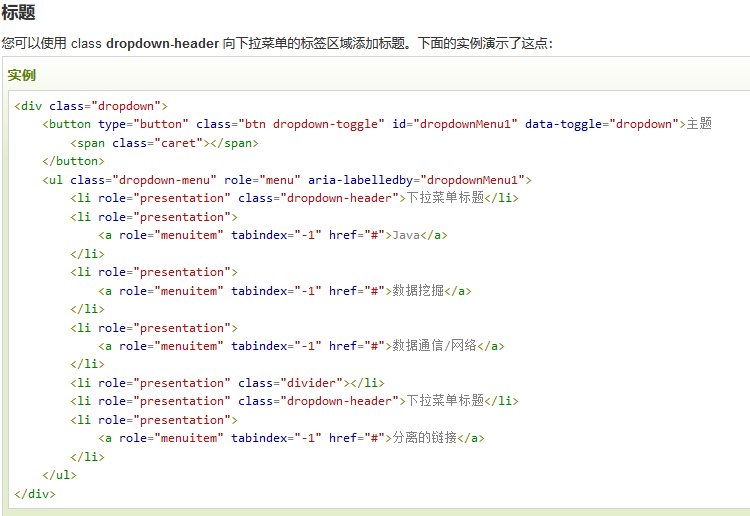 标题
您可以使用 class dropdown-header 向下拉菜单的标签区域添加标题。下面的实例演示了这点：
实例
<div class="dropdown">
    <button type="button" class="btn dropdown-toggle" id="dropdownMenu1" data-toggle="dropdown">主题
        <span class="caret"></span>
    </button>
    <ul class="dropdown-menu" role="menu" aria-labelledby="dropdownMenu1">
        <li role="presentation" class="dropdown-header">下拉菜单标题</li>
        <li role="presentation">
            <a role="menuitem" tabindex="-1" href="#">Java</a>
        </li>
        <li role="presentation">
            <a role="menuitem" tabindex="-1" href="#">数据挖掘</a>
        </li>
        <li role="presentation">
            <a role="menuitem" tabindex="-1" href="#">数据通信/网络</a>
        </li>
        <li role="presentation" class="divider"></li>
        <li role="presentation" class="dropdown-header">下拉菜单标题</li>
        <li role="presentation">
            <a role="menuitem" tabindex="-1" href="#">分离的链接</a>
        </li>
    </ul>
</div>